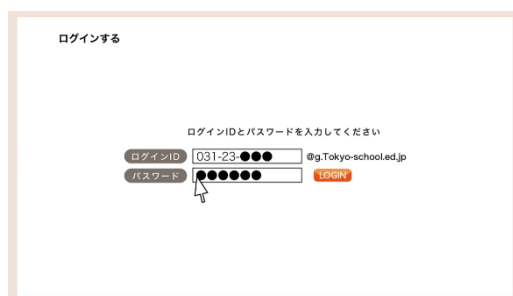 ログインする
ログインIDとパスワードを入力してください
ログインID 031-23-●●● @g.Tokyo-school.ed.jp
パスワード ●●●●●● LOGIN